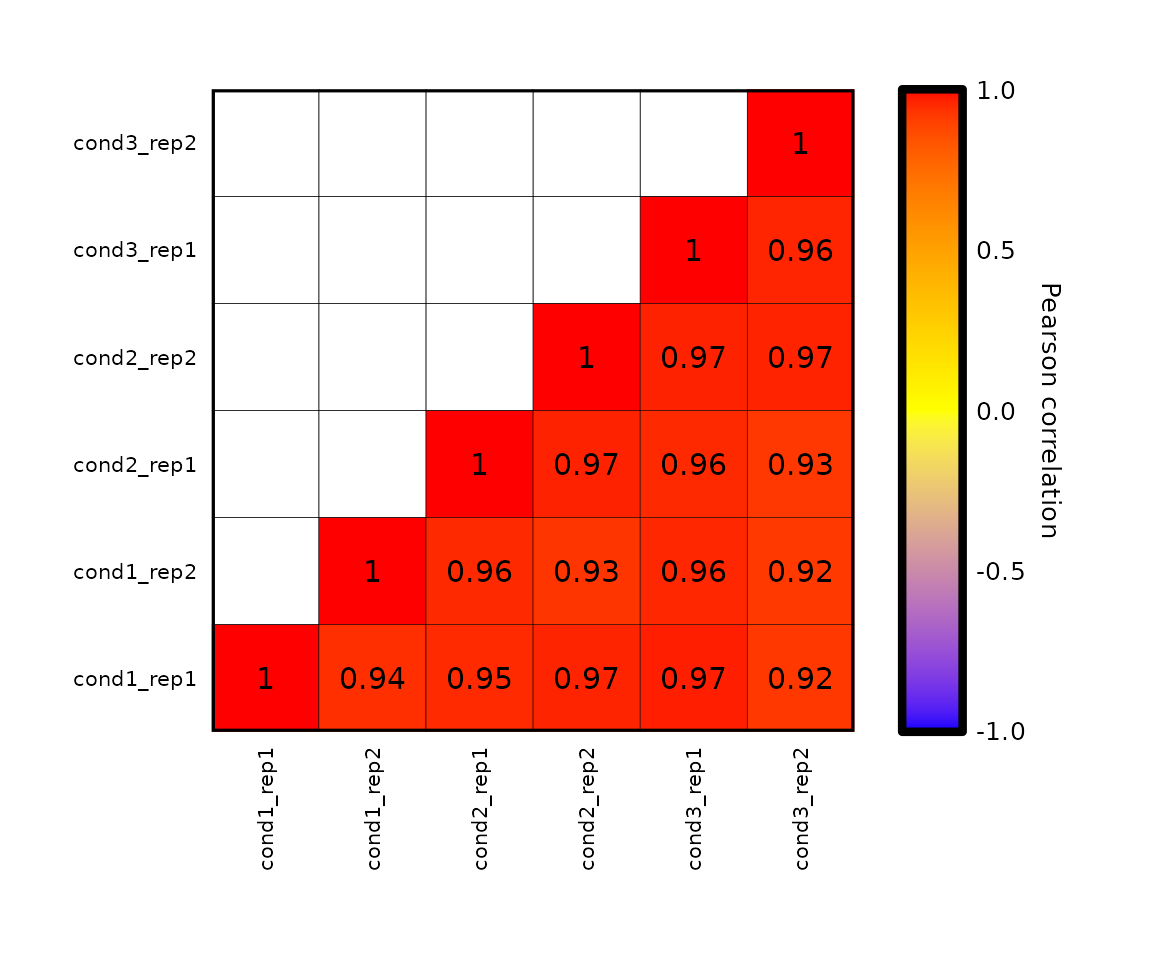 cond3_rep2 1
cond3_rep1 1 0.96
cond2_rep2 1 0.97 0.97
cond2_rep1 1 0.97 0.96 0.93
cond1_rep2 1 0.96 0.93 0.96 0.92
cond1_rep1 1 0.94 0.95 0.97 0.97 0.92
cond1_rep1
cond1_rep2
cond2_rep1
cond2_rep2
cond3_rep1
cond3_rep2
1.0
0.5
0.0
-0.5
-1.0
Pearson correlation